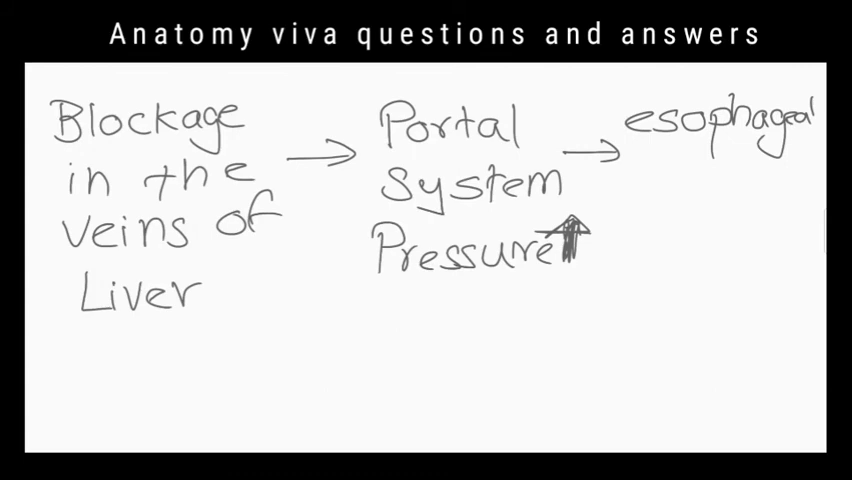 Anatomy viva questions and answers
Blockage
in the
veins of
Liver
→ Portal
System
Pressure↑
→ esophageal